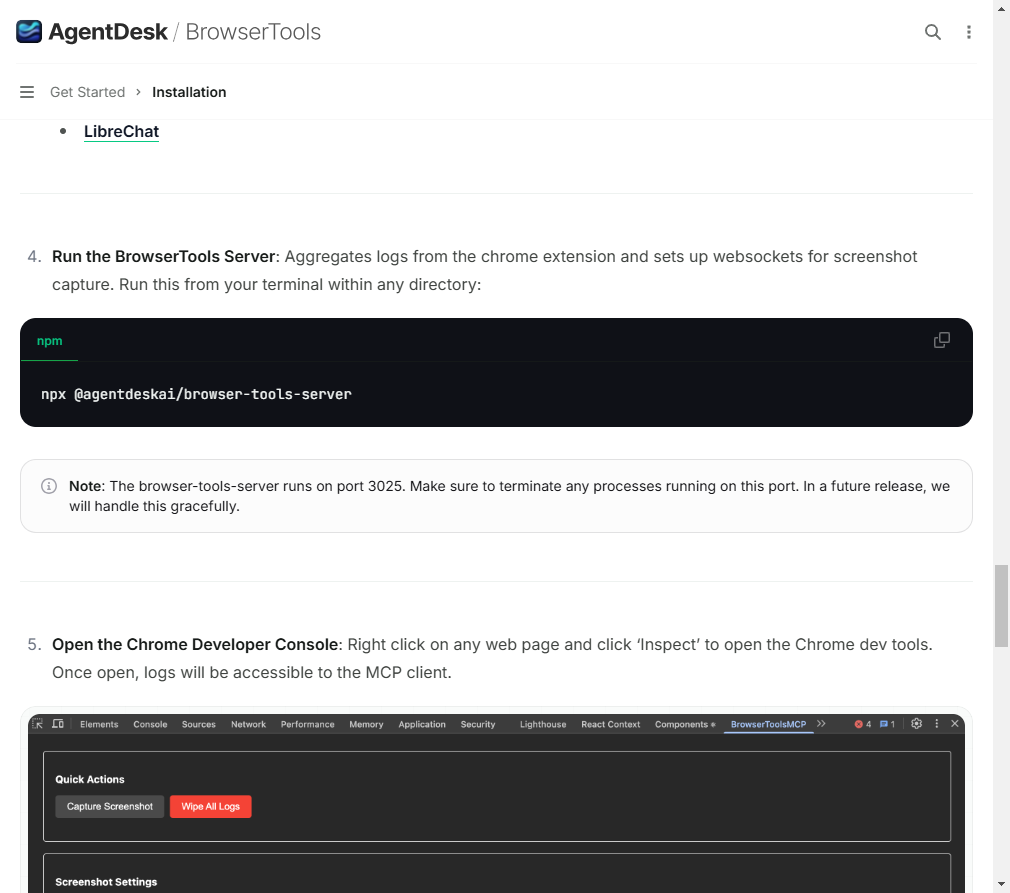 AgentDesk / BrowserTools
Get Started › Installation
• LibreChat
4. Run the BrowserTools Server: Aggregates logs from the chrome extension and sets up websockets for screenshot
capture. Run this from your terminal within any directory:
npm
npx @agentdeskai/browser-tools-server
Note: The browser-tools-server runs on port 3025. Make sure to terminate any processes running on this port. In a future release, we
will handle this gracefully.
5. Open the Chrome Developer Console: Right click on any web page and click ‘Inspect’ to open the Chrome dev tools.
Once open, logs will be accessible to the MCP client.
Elements Console Sources Network Performance Memory Application Security Lighthouse React Context Components BrowserToolsMCP 4 1
Quick Actions
Capture Screenshot Wipe All Logs
Screenshot Settings